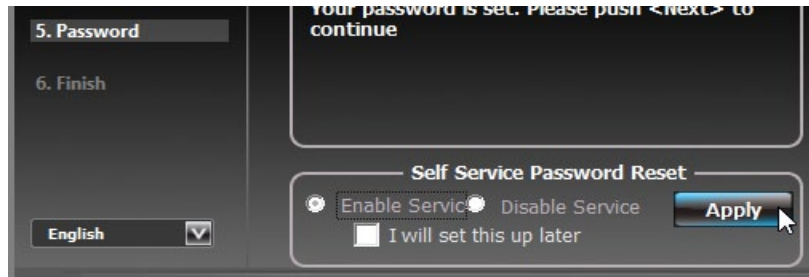 5. Password
6. Finish
English
Your password is set. Please push <Next> to
continue
Self Service Password Reset
Enable Servic
Disable Service
Apply
I will set this up later